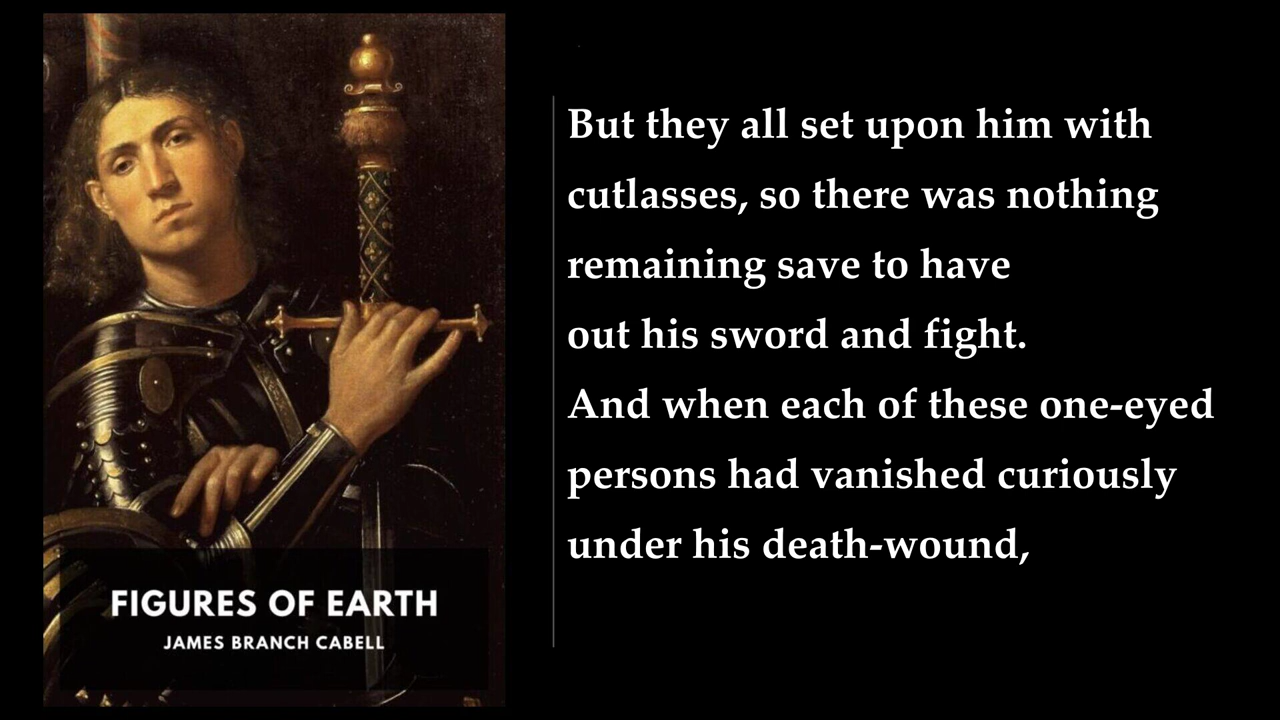 FIGURES OF EARTH
JAMES BRANCH CABELL
But they all set upon him with
cutlasses, so there was nothing
remaining save to have
out his sword and fight.
And when each of these one-eyed
persons had vanished curiously
under his death-wound,